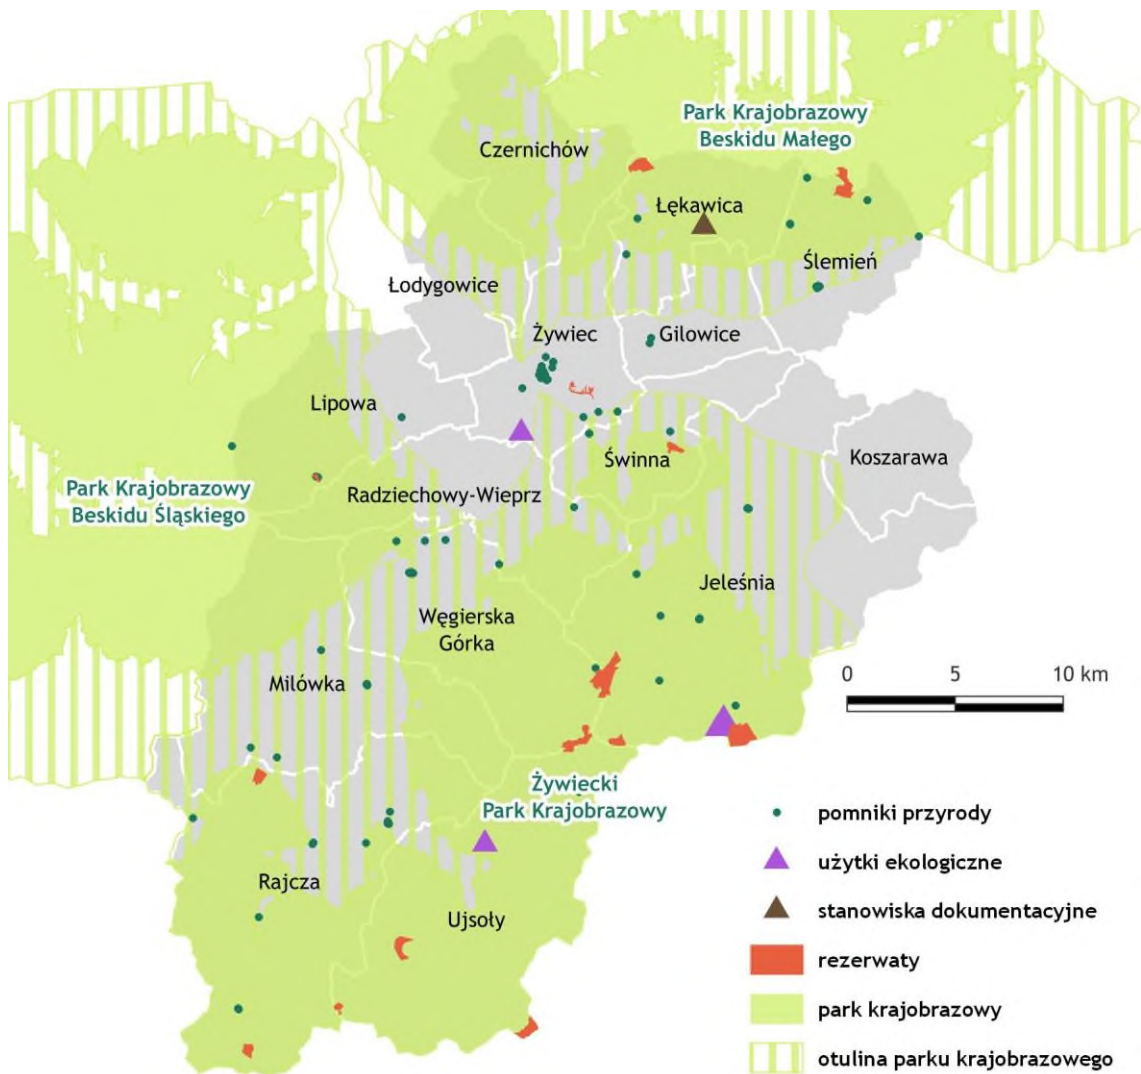 Park Krajobrazowy
Beskidu Małego
Czernichów
Łękawica
Ślemień
Łodygowice
Żywiec
Gilowice
Lipowa
Koszarawa
Świnna
Park Krajobrazowy
Beskidu Śląskiego
Radziechowy-Wieprz
Jeleśnia
Węgierska
Górka
Milówka
0 5 10 km
Żywiecki
Park Krajobrazowy
Rajcza
Ujsoły
pomniki przyrody
użytki ekologiczne
stanowiska dokumentacyjne
rezerwaty
park krajobrazowy
otulina parku krajobrazowego